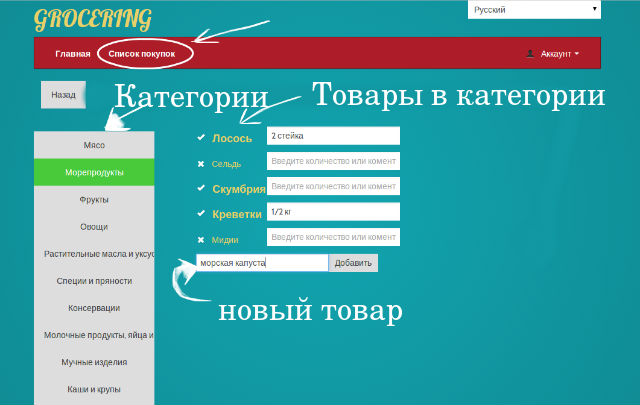 GROCERING
Русский
Главная Список покупок Аккаунт
Назад
Категории
Товары в категории
Мясо
Морепродукты
Фрукты
Овощи
Растительные масла и уксус
Специи и пряности
Консервации
Молочные продукты, яйца и
Мучные изделия
Каши и крупы
Лосось 2 стейка
Сельдь Введите количество или комент
Скумбрия Введите количество или комент
Креветки 1/2 кг
Мидии Введите количество или комент
морская капуста Добавить
новый товар